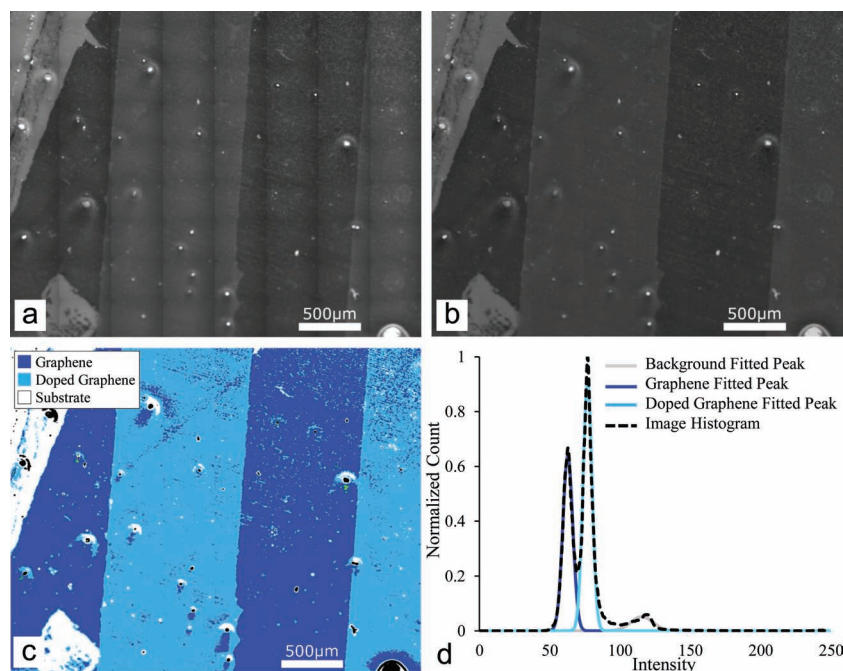 a
500μm
b
500μm
Graphene
Doped Graphene
Substrate
c
500μm
Normalized Count
1
0.8
0.6
0.4
0.2
0
Background Fitted Peak
Graphene Fitted Peak
Doped Graphene Fitted Peak
Image Histogram
0
50
100
150
200
250
d
Intensity